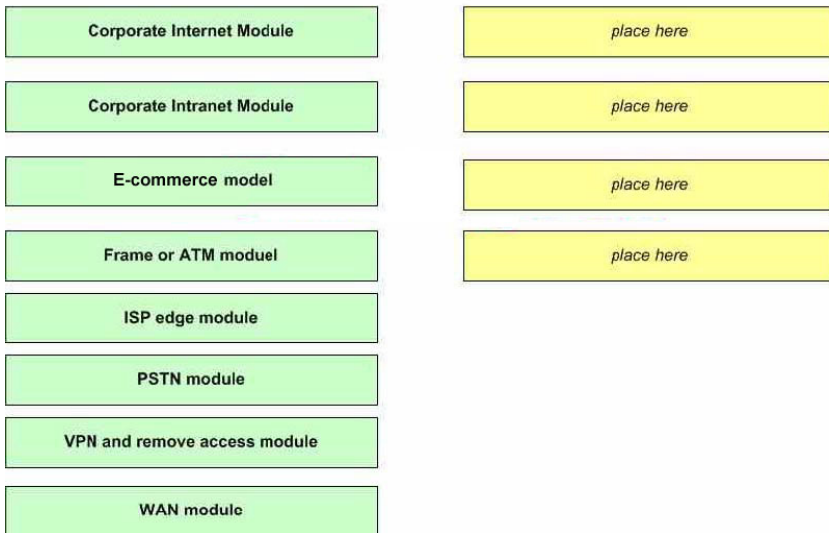 Corporate Internet Module
place here
Corporate Intranet Module
place here
E-commerce model
place here
Frame or ATM moduel
place here
ISP edge module
PSTN module
VPN and remove access module
WAN module